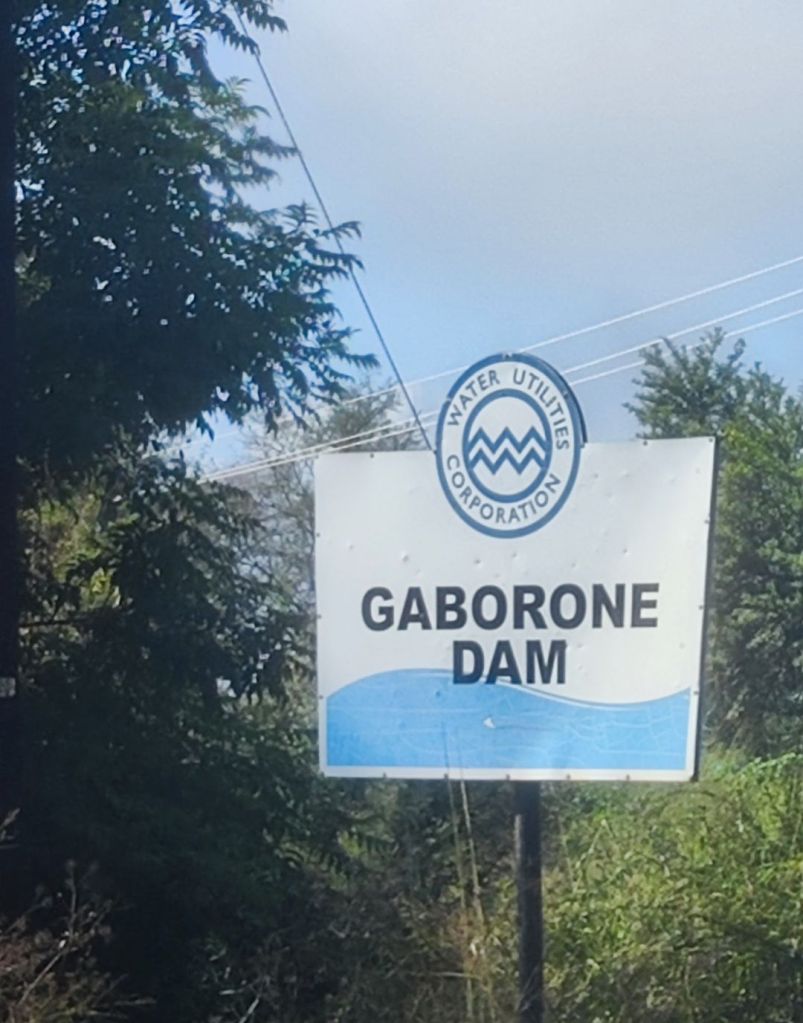 WATER UTILITIES
CORPORATION
GABORONE
DAM